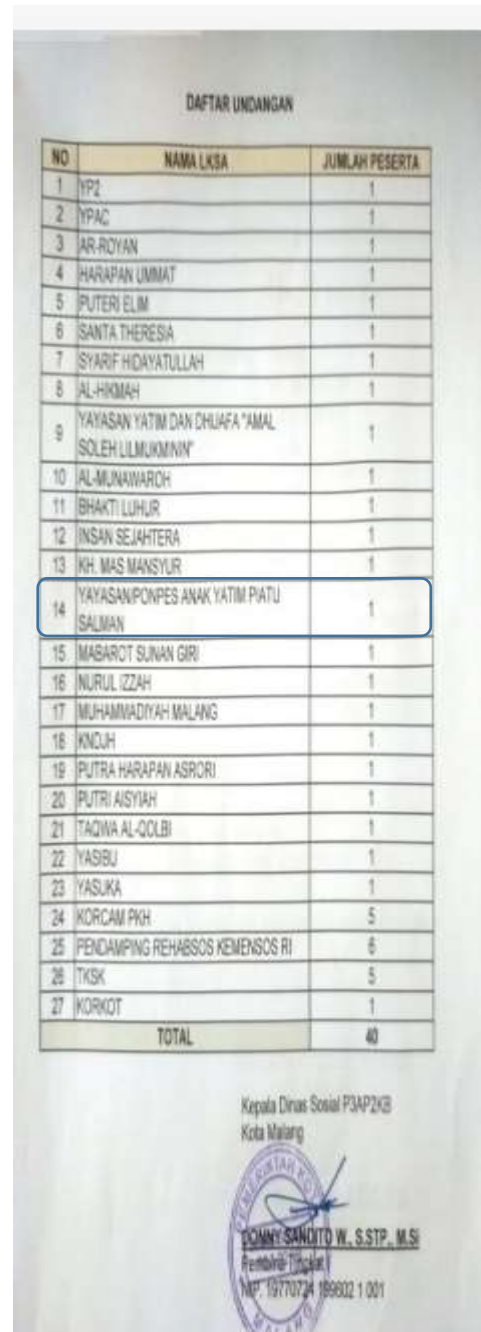 DAFTAR UNDANGAN
NO NAMA LKSA JUMLAH PESERTA
1 YP2 1
2 YPAC 1
3 AR-ROYAN 1
4 HARAPAN UMMAT 1
5 PUTERI ELIM 1
6 SANTA THERESIA 1
7 SYARIF HIDAYATULLAH 1
8 AL-HIKMAH 1
9 YAYASAN YATIM DAN DHUAFA "AMAL
SOLEH LILMUKMININ" 1
10 AL-MUNAWAROH 1
11 BHAKTI LUHUR 1
12 INSAN SEJAHTERA 1
13 KH. MAS MANSYUR 1
14 YAYASAN/PONPES ANAK YATIM PIATU
SALMAN 1
15 MABAROT SUNAN GIRI 1
16 NURUL IZZAH 1
17 MUHAMMADIYAH MALANG 1
18 KNDJH 1
19 PUTRA HARAPAN ASRORI 1
20 PUTRI AISYIAH 1
21 TAQWA AL-QOLBI 1
22 YASIBU 1
23 YASUKA 1
24 KORCAM PKH 5
25 PENDAMPING REHABSOS KEMENSOS RI 6
26 TKSK 5
27 KORKOT 1
TOTAL 40
Kepala Dinas Sosial P3AP2KB
Kota Malang
PEMERINTAH KOTA
DONNY SANDITO W., S.STP., M.Si
Pembina Tingkat I
NIP. 19770724 199602 1 001
MALANG